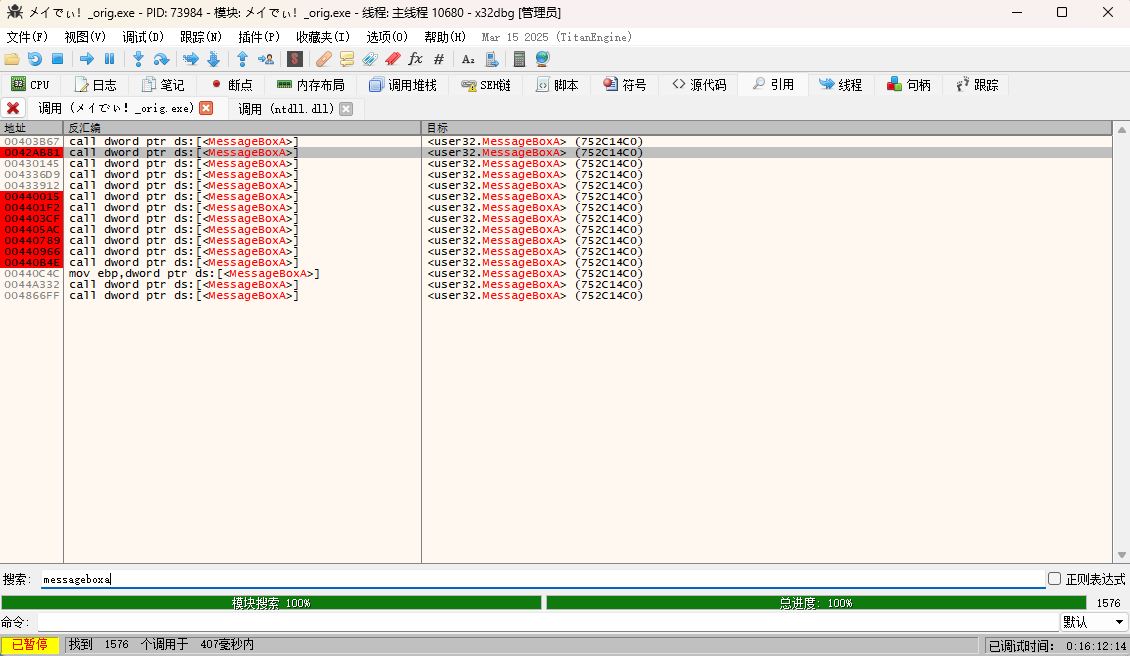 メイでぃ！_orig.exe - PID: 73984 - 模块: メイでぃ！_orig.exe - 线程: 主线程 10680 - x32dbg [管理员]
文件(F) 视图(V) 调试(D) 跟踪(N) 插件(P) 收藏夹(I) 选项(O) 帮助(H) Mar 15 2025 (TitanEngine)
CPU 日志 笔记 断点 内存布局 调用堆栈 SEH链 脚本 符号 源代码 引用 线程 句柄 跟踪
调用 (メイでぃ！_orig.exe) 调用 (ntdll.dll)
地址 反汇编 目标
00403B67 call dword ptr ds:[<MessageBoxA>] <user32.MessageBoxA> (752C14C0)
0042ABB1 call dword ptr ds:[<MessageBoxA>] <user32.MessageBoxA> (752C14C0)
00430145 call dword ptr ds:[<MessageBoxA>] <user32.MessageBoxA> (752C14C0)
004336D9 call dword ptr ds:[<MessageBoxA>] <user32.MessageBoxA> (752C14C0)
00433912 call dword ptr ds:[<MessageBoxA>] <user32.MessageBoxA> (752C14C0)
00440015 call dword ptr ds:[<MessageBoxA>] <user32.MessageBoxA> (752C14C0)
004401F2 call dword ptr ds:[<MessageBoxA>] <user32.MessageBoxA> (752C14C0)
004403CF call dword ptr ds:[<MessageBoxA>] <user32.MessageBoxA> (752C14C0)
004405AC call dword ptr ds:[<MessageBoxA>] <user32.MessageBoxA> (752C14C0)
00440789 call dword ptr ds:[<MessageBoxA>] <user32.MessageBoxA> (752C14C0)
00440966 call dword ptr ds:[<MessageBoxA>] <user32.MessageBoxA> (752C14C0)
00440B4E call dword ptr ds:[<MessageBoxA>] <user32.MessageBoxA> (752C14C0)
00440C4C mov ebp,dword ptr ds:[<MessageBoxA>] <user32.MessageBoxA> (752C14C0)
0044A332 call dword ptr ds:[<MessageBoxA>] <user32.MessageBoxA> (752C14C0)
004866FF call dword ptr ds:[<MessageBoxA>] <user32.MessageBoxA> (752C14C0)
搜索: messageboxa 正则表达式
模块搜索 100% 总进度: 100% 1576
命令: 默认
已暂停 找到 1576 个调用于 407毫秒内 已调试时间: 0:16:12:14